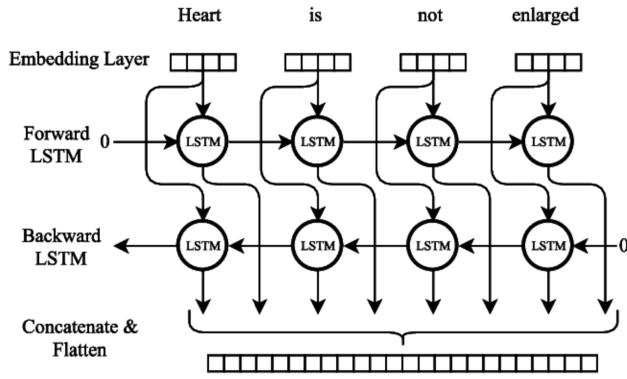 Heart is not enlarged
Embedding Layer
Forward
LSTM
0 LSTM LSTM LSTM LSTM
Backward
LSTM
LSTM LSTM LSTM LSTM 0
Concatenate &
Flatten